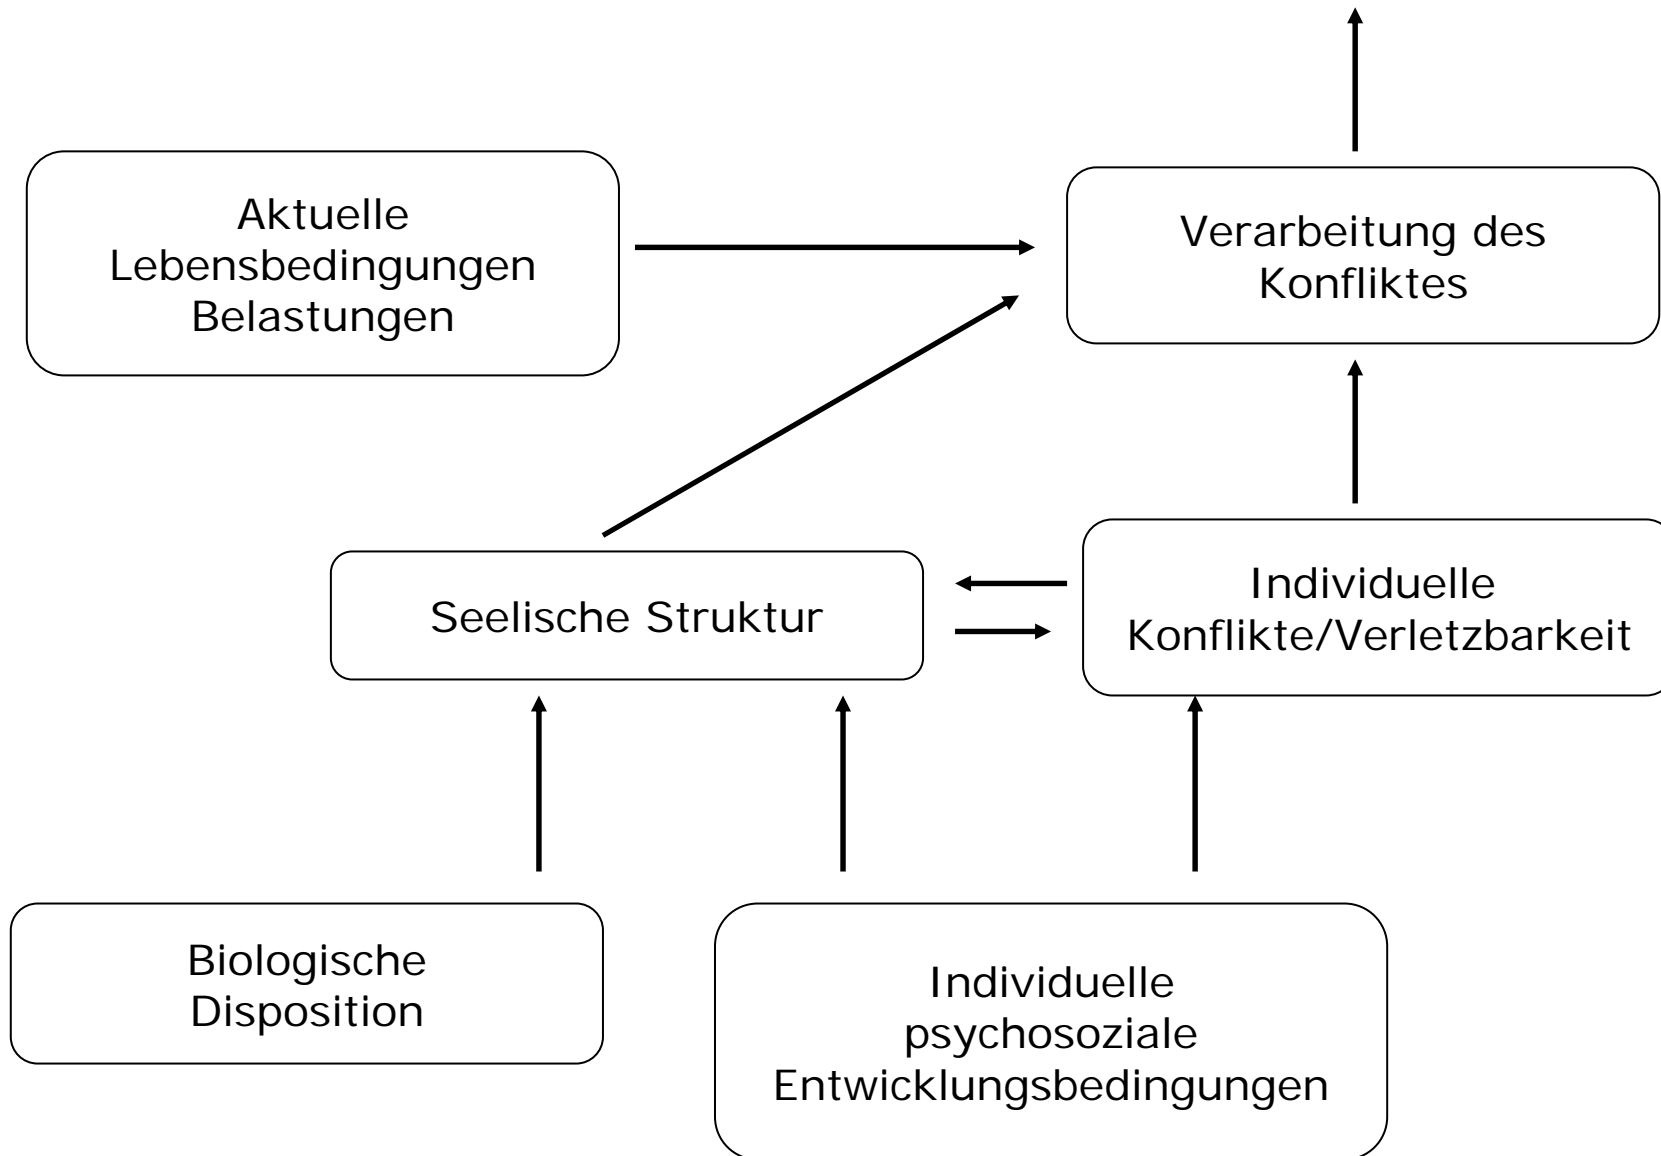 Aktuelle
Lebensbedingungen
Belastungen
Verarbeitung des
Konfliktes
Seelische Struktur
Individuelle
Konflikte/Verletzbarkeit
Biologische
Disposition
Individuelle
psychosoziale
Entwicklungsbedingungen